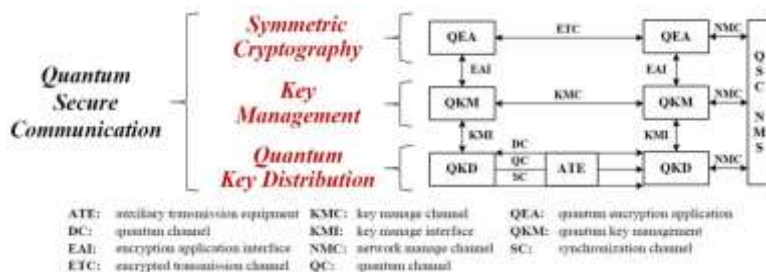 Symmetric
Cryptography
Quantum
Secure
Communication
Key
Management
Quantum
Key Distribution
QEA ETC QEA NMC
EAI EAI
QKM KMC QKM NMC
KMI KMI
DC
QKD QC ATE QKD NMC
SC
QSC NMS
ATE: auxiliary transmission equipment KMC: key manage channel QEA: quantum encryption application
DC: quantum channel KMI: key manage interface QKM: quantum key management
EAI: encryption application interface NMC: network manage channel SC: synchronization channel
ETC: encrypted transmission channel QC: quantum channel